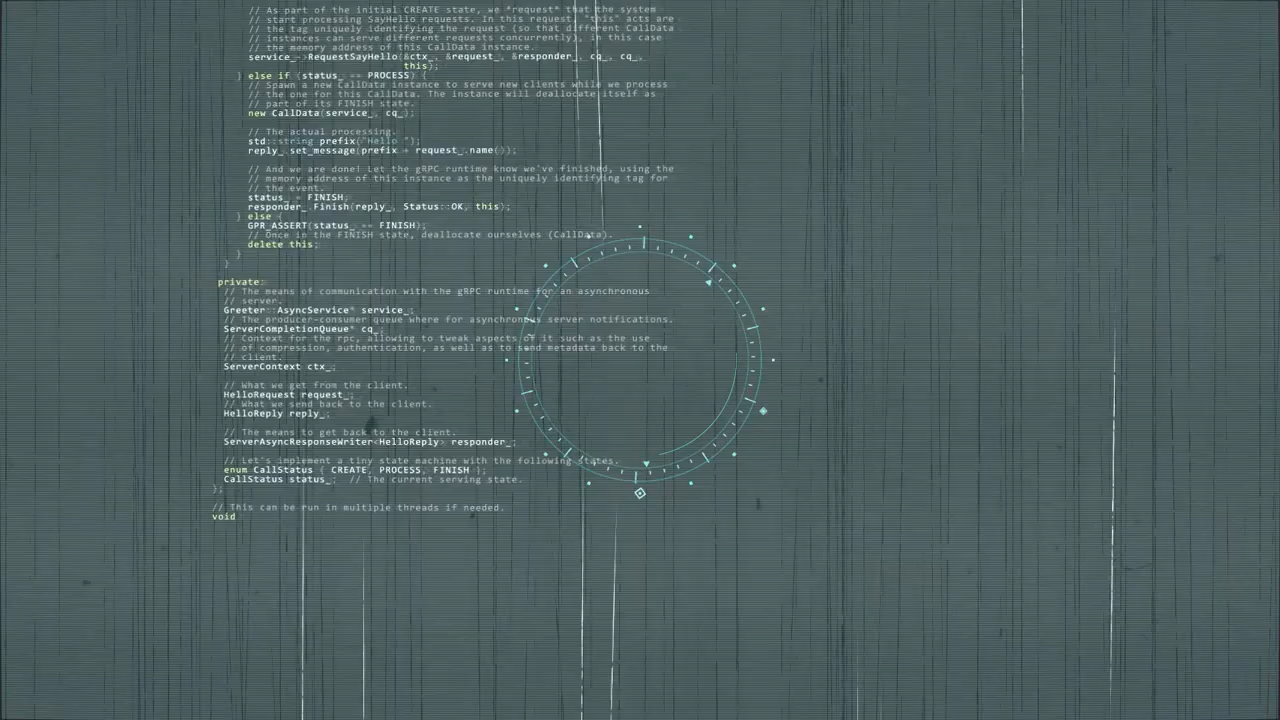 // As part of the initial CREATE state, we *request* that the system
// start processing SayHello requests. In this request, "this" acts are
// the tag uniquely identifying the request (so that different CallData
// instances can serve different requests concurrently), in this case
// the memory address of this CallData instance.
service_->RequestSayHello(&ctx_, &request_, &responder_, cq_, cq_,
this);
} else if (status_ == PROCESS) {
// Spawn a new CallData instance to serve new clients while we process
// the one for this CallData. The instance will deallocate itself as
// part of its FINISH state.
new CallData(service_, cq_);
// The actual processing.
std::string prefix("Hello ");
reply_.set_message(prefix + request_.name());
// And we are done! Let the gRPC runtime know we've finished, using the
// memory address of this instance as the uniquely identifying tag for
// the event.
status_ = FINISH;
responder_.Finish(reply_, Status::OK, this);
} else {
GPR_ASSERT(status_ == FINISH);
// Once in the FINISH state, deallocate ourselves (CallData).
delete this;
}
}
private:
// The means of communication with the gRPC runtime for an asynchronous
// server.
Greeter::AsyncService* service_;
// The producer-consumer queue where for asynchronous server notifications.
ServerCompletionQueue* cq_;
// Context for the rpc, allowing to tweak aspects of it such as the use
// of compression, authentication, as well as to send metadata back to the
// client.
ServerContext ctx_;
// What we get from the client.
HelloRequest request_;
// What we send back to the client.
HelloReply reply_;
// The means to get back to the client.
ServerAsyncResponseWriter<HelloReply> responder_;
// Let's implement a tiny state machine with the following states.
enum CallStatus { CREATE, PROCESS, FINISH };
CallStatus status_; // The current serving state.
};
// This can be run in multiple threads if needed.
void